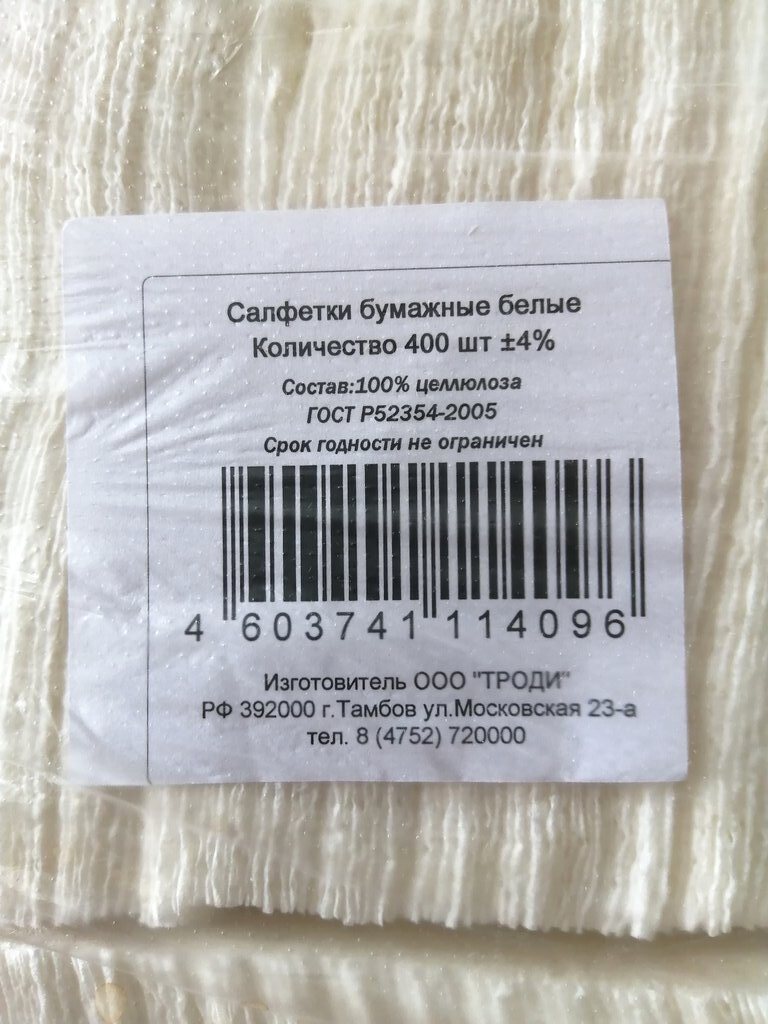 Салфетки бумажные белые
Количество 400 шт ±4%
Состав:100% целлюлоза
ГОСТ Р52354-2005
Срок годности не ограничен
4 603741 114096
Изготовитель ООО "ТРОДИ"
РФ 392000 г.Тамбов ул.Московская 23-а
тел. 8 (4752) 720000